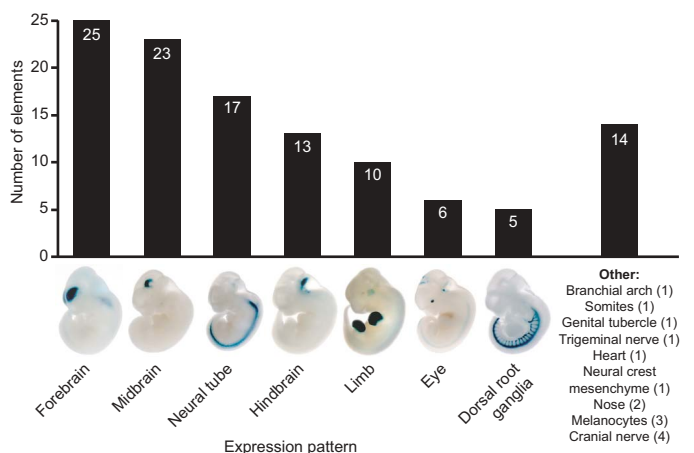 Number of elements
25
20
15
10
5
0
25
23
17
13
10
6
5
14
Forebrain
Midbrain
Neural tube
Hindbrain
Limb
Eye
Dorsal root
ganglia
Expression pattern
Other:
Branchial arch (1)
Somites (1)
Genital tubercle (1)
Trigeminal nerve (1)
Heart (1)
Neural crest
mesenchyme (1)
Nose (2)
Melanocytes (3)
Cranial nerve (4)